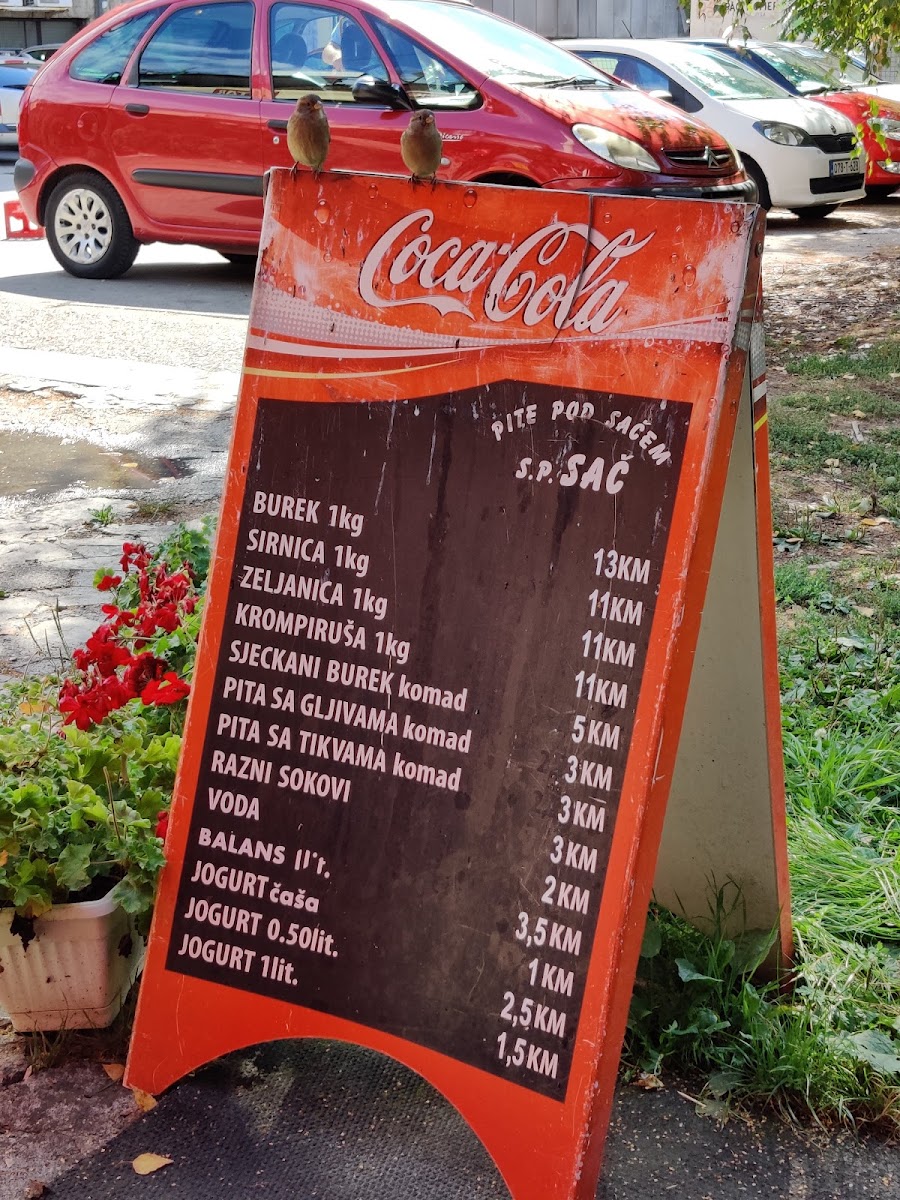 Coca-Cola
PITE POD SAČEM
S.P. SAČ
BUREK 1kg 13KM
SIRNICA 1kg 11KM
ZELJANICA 1kg 11KM
KROMPIRUŠA 1kg 11KM
SJECKANI BUREK komad 5KM
PITA SA GLJIVAMA komad 3KM
PITA SA TIKVAMA komad 3KM
RAZNI SOKOVI 3KM
VODA 2KM
BALANS 3,5KM
JOGURT čaša 1KM
JOGURT 0.50lit. 2,5KM
JOGURT 1lit. 1,5KM